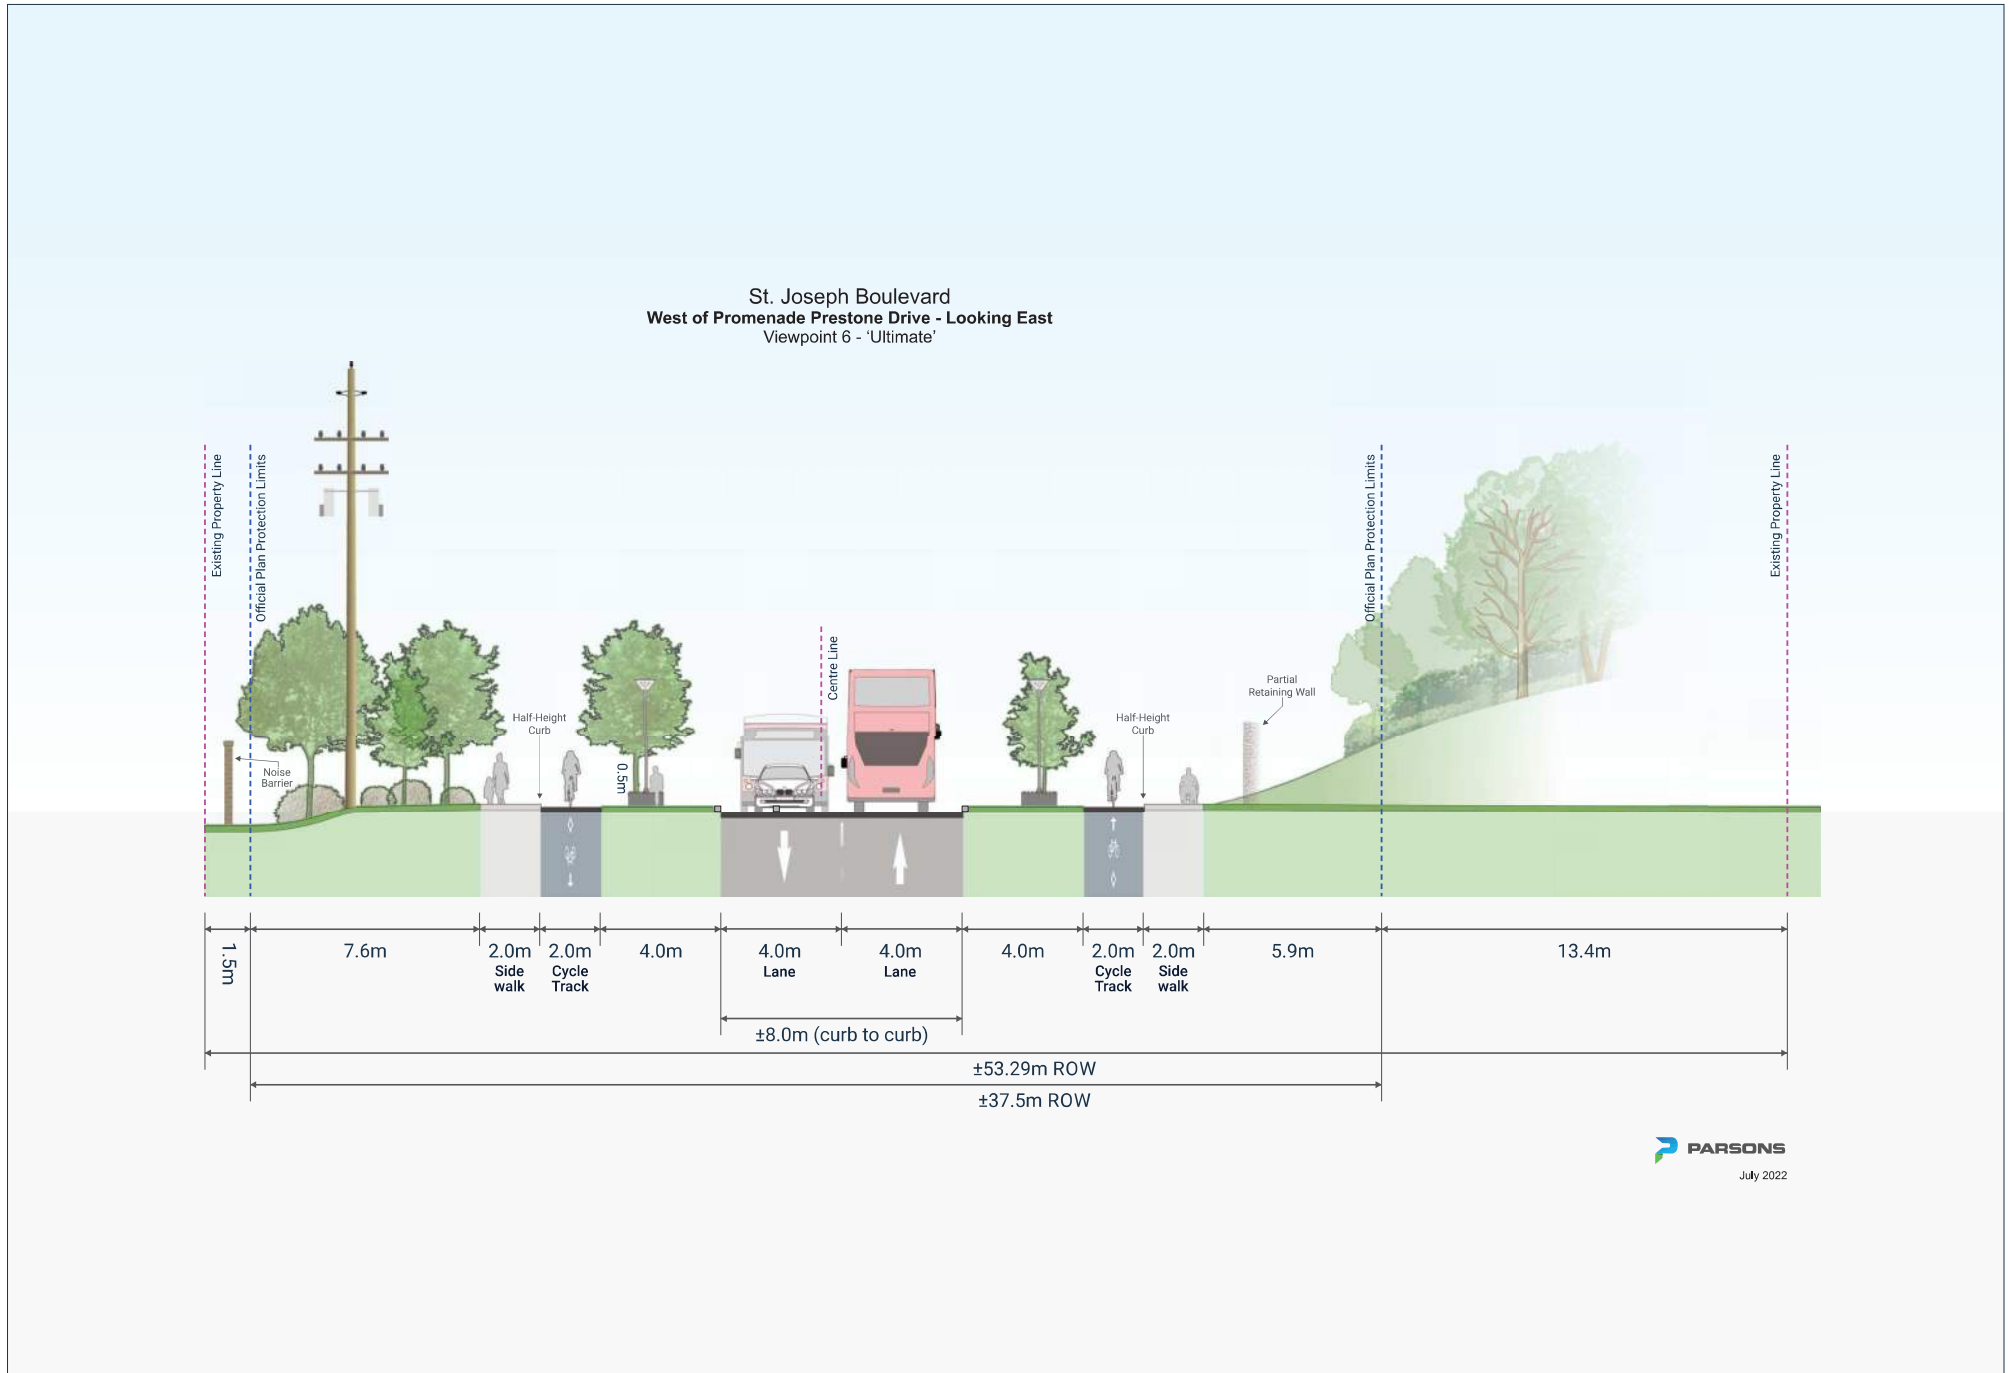 St. Joseph Boulevard
West of Promenade Prestone Drive - Looking East
Viewpoint 6 - ‘Ultimate’
Existing Property Line
Official Plan Protection Limits
Centre Line
Official Plan Protection Limits
Existing Property Line
Noise
Barrier
Half-Height
Curb
0.5m
Half-Height
Curb
Partial
Retaining Wall
1.5m
7.6m
2.0m
Side
walk
2.0m
Cycle
Track
4.0m
4.0m
Lane
4.0m
Lane
4.0m
2.0m
Cycle
Track
2.0m
Side
walk
5.9m
13.4m
±8.0m (curb to curb)
±53.29m ROW
±37.5m ROW
PARSONS
July 2022